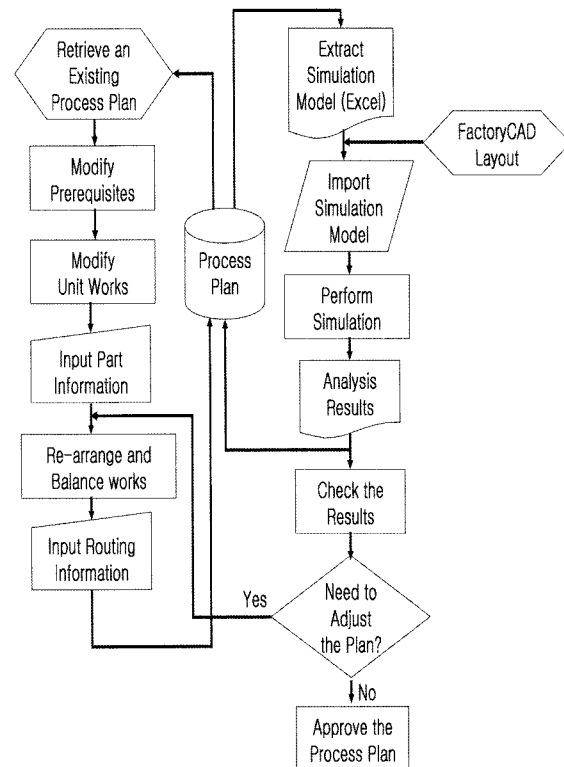 Retrieve an
Existing
Process Plan
Modify
Prerequisites
Modify
Unit Works
Input Part
Information
Re-arrange and
Balance works
Input Routing
Information
Process
Plan
Extract
Simulation
Model (Excel)
FactoryCAD
Layout
Import
Simulation
Model
Perform
Simulation
Analysis
Results
Check the
Results
Need to
Adjust
the Plan?
Yes
No
Approve the
Process Plan